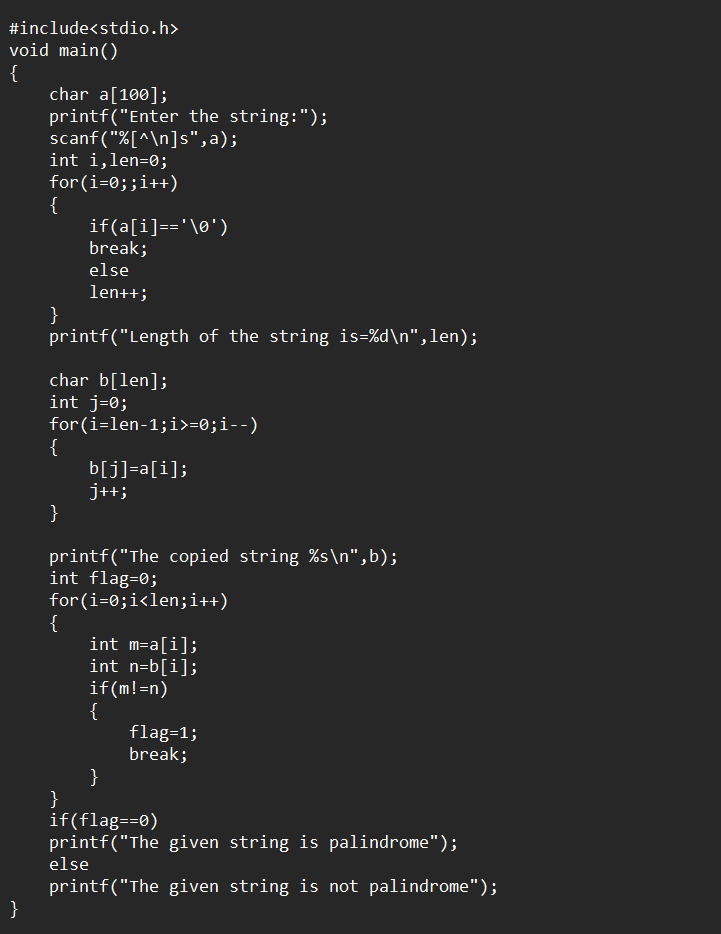 #include<stdio.h>
void main()
{
    char a[100];
    printf("Enter the string:");
    scanf("%[^\n]s",a);
    int i,len=0;
    for(i=0;;i++)
    {
        if(a[i]=='\0')
        break;
        else
        len++;
    }
    printf("Length of the string is=%d\n",len);

    char b[len];
    int j=0;
    for(i=len-1;i>=0;i--)
    {
        b[j]=a[i];
        j++;
    }

    printf("The copied string %s\n",b);
    int flag=0;
    for(i=0;i<len;i++)
    {
        int m=a[i];
        int n=b[i];
        if(m!=n)
        {
            flag=1;
            break;
        }
    }
    if(flag==0)
    printf("The given string is palindrome");
    else
    printf("The given string is not palindrome");
}